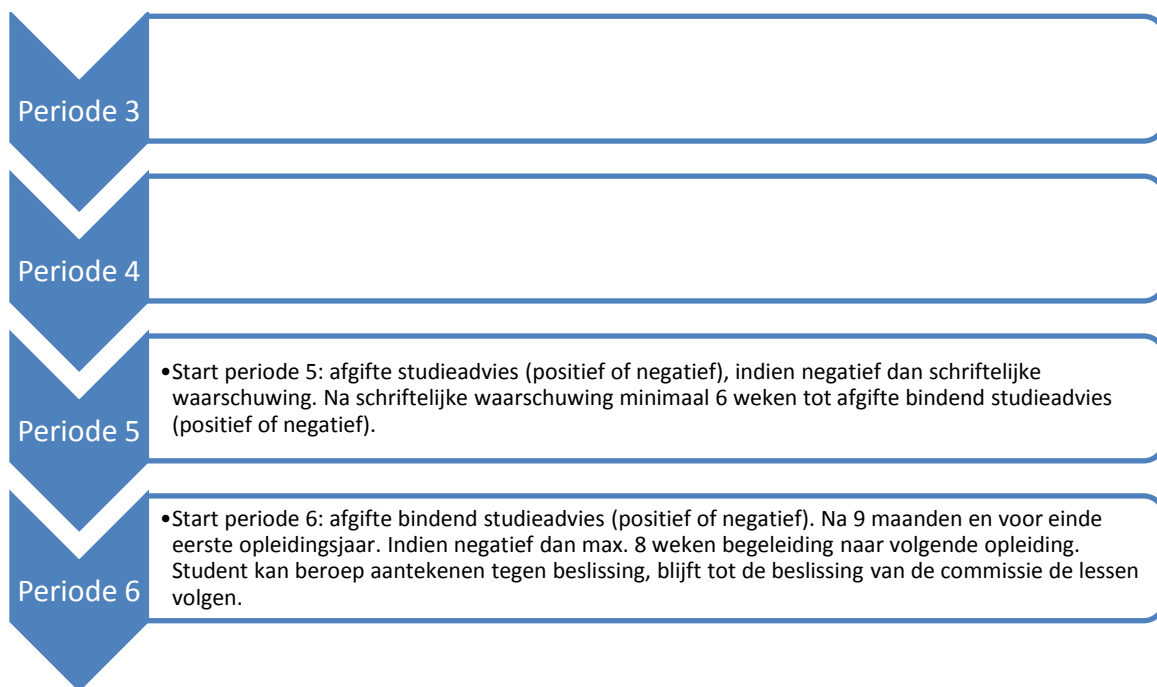 Periode 3
Periode 4
Periode 5
•Start periode 5: afgifte studieadvies (positief of negatief), indien negatief dan schriftelijke
waarschuwing. Na schriftelijke waarschuwing minimaal 6 weken tot afgifte bindend studieadvies
(positief of negatief).
Periode 6
•Start periode 6: afgifte bindend studieadvies (positief of negatief). Na 9 maanden en voor einde
eerste opleidingsjaar. Indien negatief dan max. 8 weken begeleiding naar volgende opleiding.
Student kan beroep aantekenen tegen beslissing, blijft tot de beslissing van de commissie de lessen
volgen.